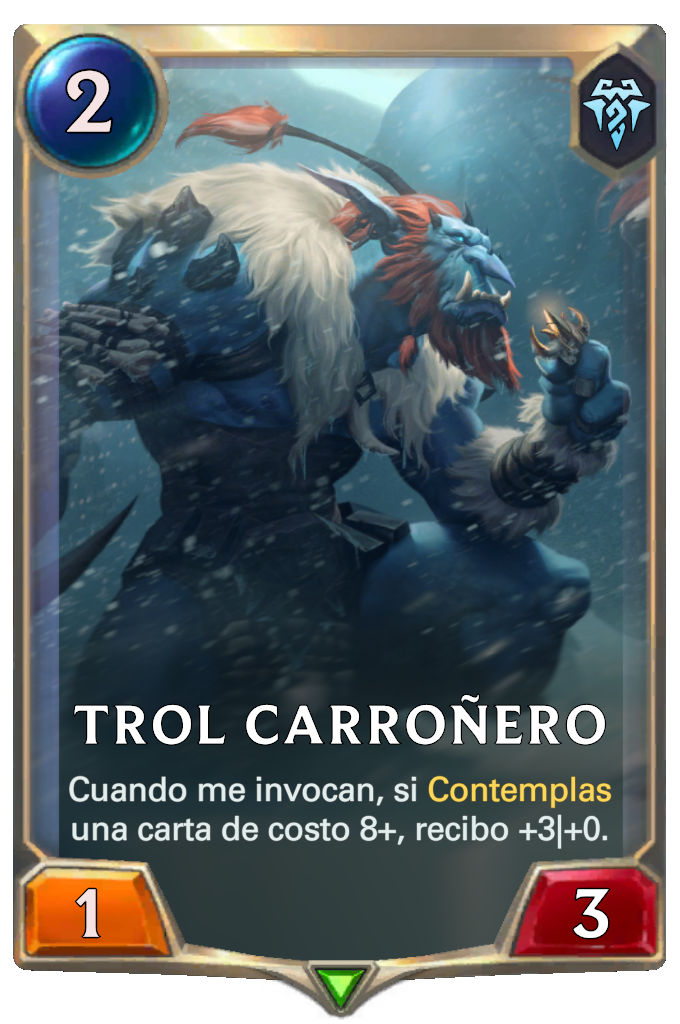 2
TROL CARROÑERO
Cuando me invocan, si Contemplas
una carta de costo 8+, recibo +3|+0.
1
3